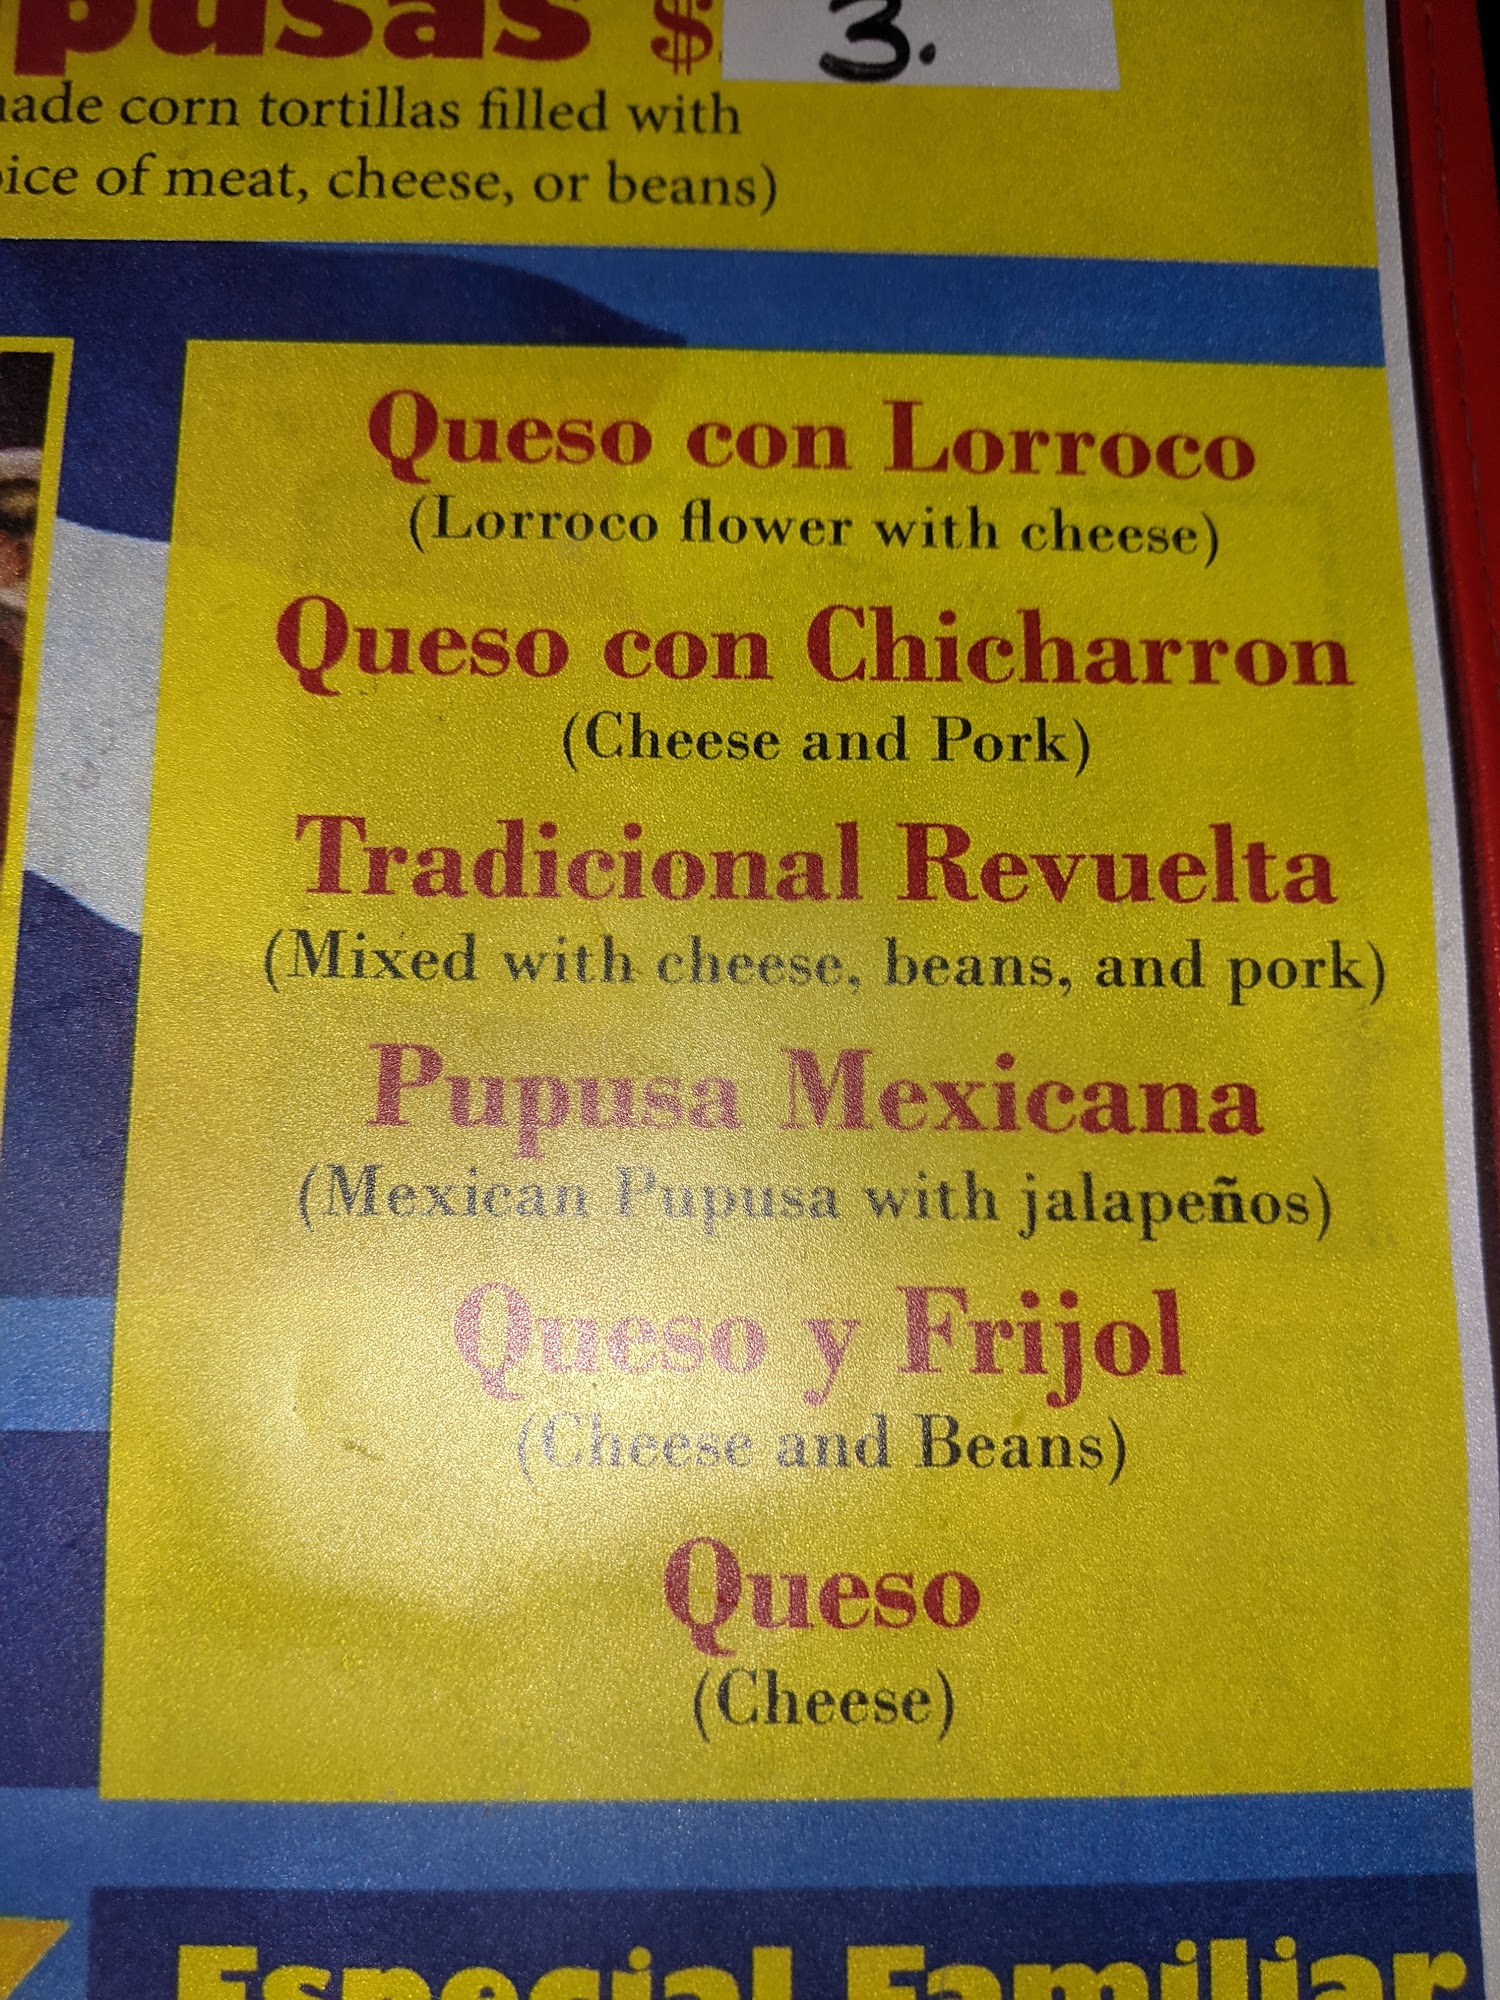 pusas $ 3.
ade corn tortillas filled with
ice of meat, cheese, or beans)
Queso con Lorroco
(Lorroco flower with cheese)
Queso con Chicharron
(Cheese and Pork)
Tradicional Revuelta
(Mixed with cheese, beans, and pork)
Pupusa Mexicana
(Mexican Pupusa with jalapeños)
Queso y Frijol
(Cheese and Beans)
Queso
(Cheese)
Especial Familiar